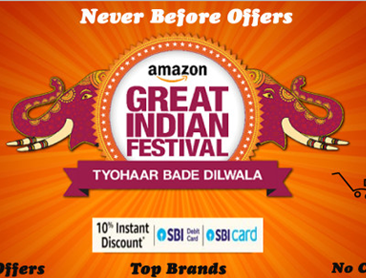 Never Before Offers
amazon
GREAT
INDIAN
FESTIVAL
TYOHAAR BADE DILWALA
10% Instant
Discount*
SBI Debit
Card
SBI card
Offers
Top Brands
No C